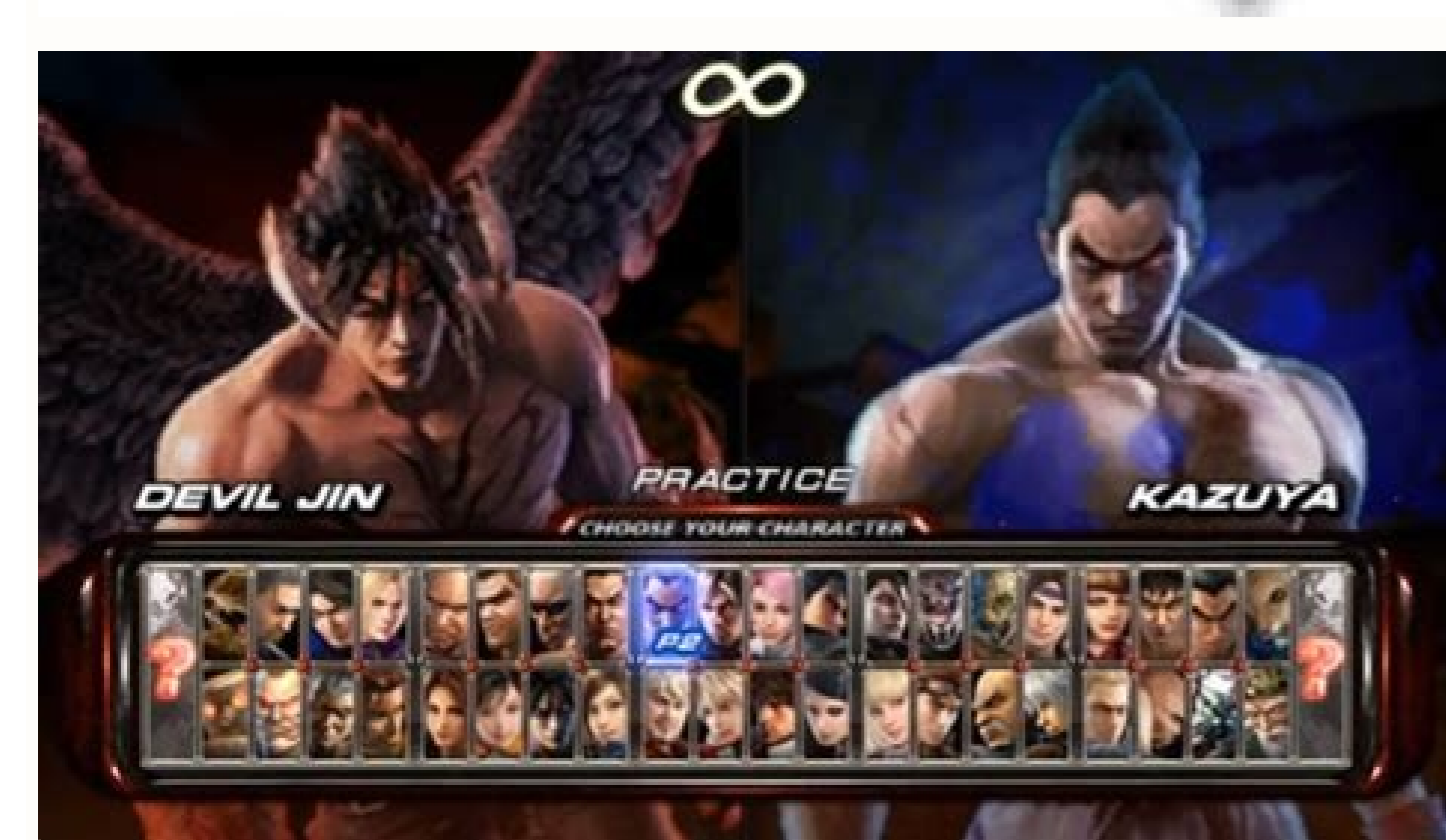 ∞
PRACTICE
DEVIL JIN
KAZUYA
CHOOSE YOUR CHARACTER
P2
?
?